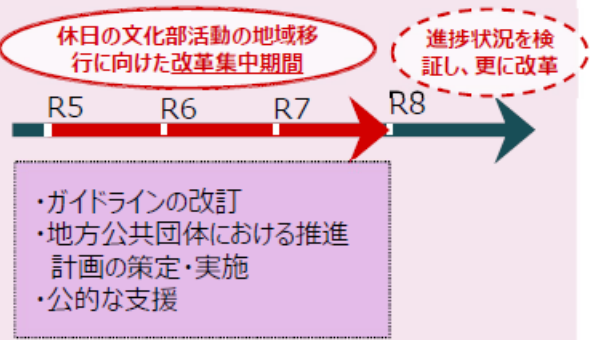 休日の文化部活動の地域移
行に向けた改革集中期間
進捗状況を検
証し、更に改革
R5 R6 R7 R8
・ガイドラインの改訂
・地方公共団体における推進
計画の策定・実施
・公的な支援